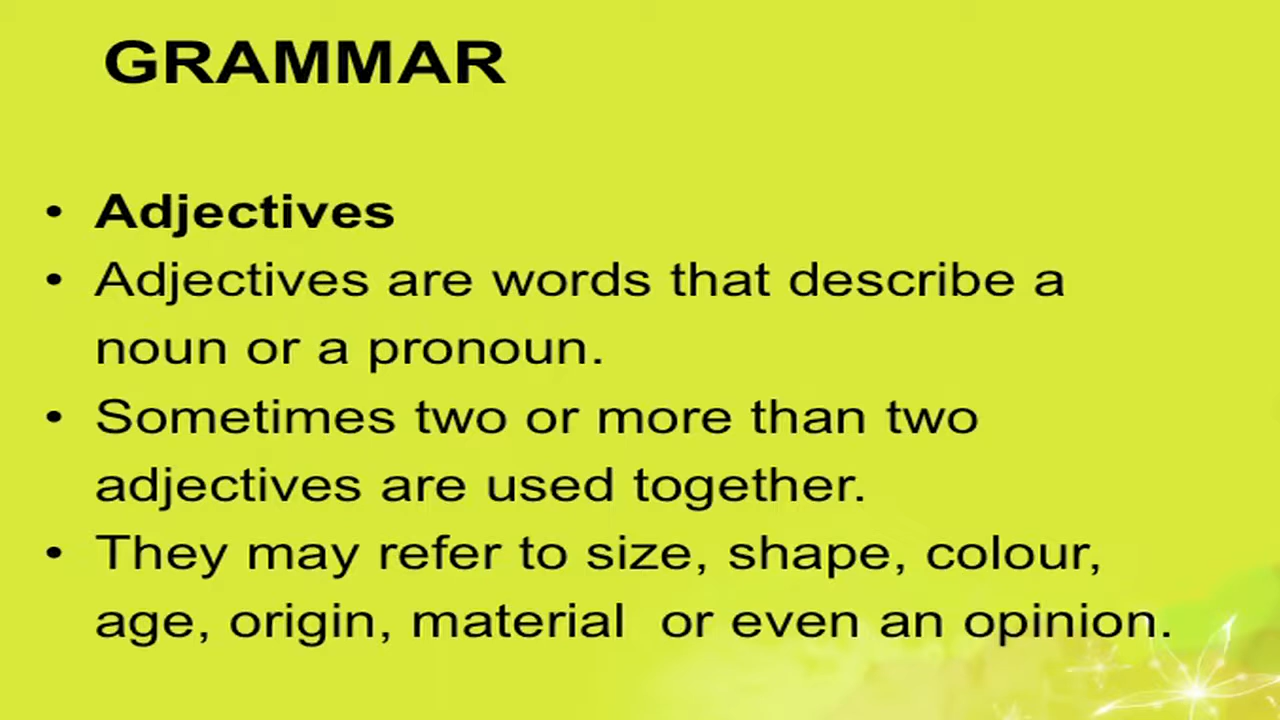 GRAMMAR
• Adjectives
• Adjectives are words that describe a
noun or a pronoun.
• Sometimes two or more than two
adjectives are used together.
• They may refer to size, shape, colour,
age, origin, material  or even an opinion.